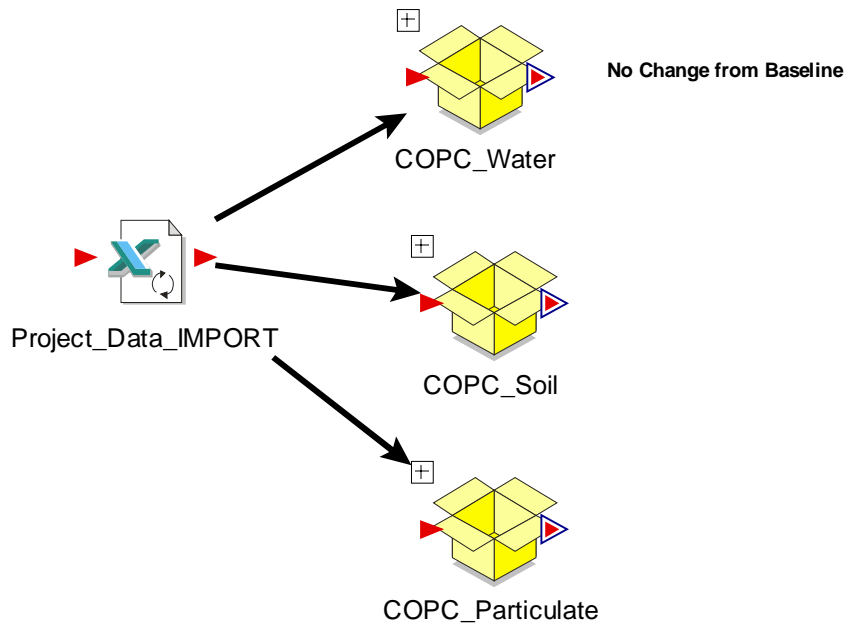 No Change from Baseline
COPC_Water
Project_Data_IMPORT
COPC_Soil
COPC_Particulate